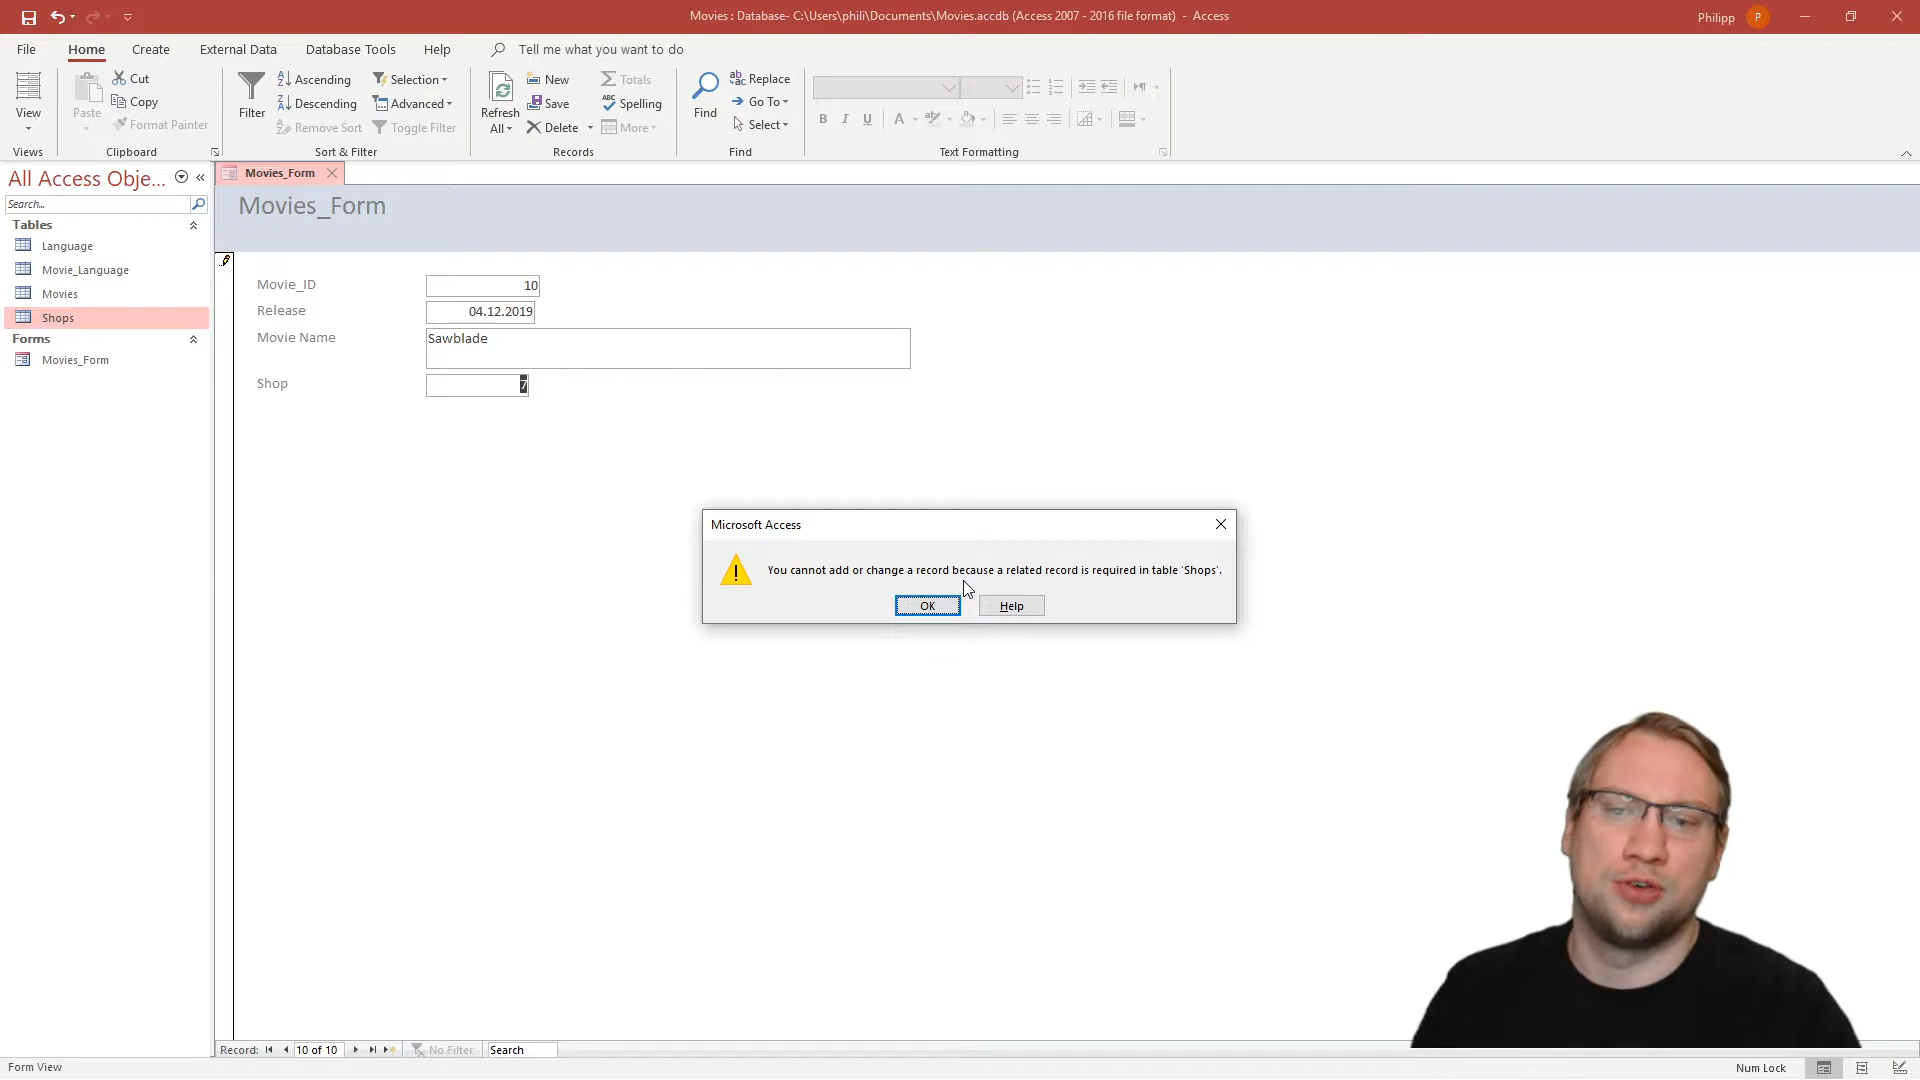 Movies : Database- C:\Users\phili\Documents\Movies.accdb (Access 2007 - 2016 file format) - Access
Philipp
P
File
Home
Create
External Data
Database Tools
Help
Tell me what you want to do
View
Views
Paste
Cut
Copy
Format Painter
Clipboard
Filter
Ascending
Descending
Remove Sort
Selection
Advanced
Toggle Filter
Sort & Filter
Refresh
All
New
Save
Delete
Totals
Spelling
More
Records
Find
Replace
Go To
Select
Find
B I U A
Text Formatting
All Access Obje...
Search...
Tables
Language
Movie_Language
Movies
Shops
Forms
Movies_Form
Movies_Form
Movies_Form
Movie_ID
10
Release
04.12.2019
Movie Name
Sawblade
Shop
7
Microsoft Access
You cannot add or change a record because a related record is required in table 'Shops'.
OK
Help
Record:
10 of 10
No Filter
Search
Form View
Num Lock